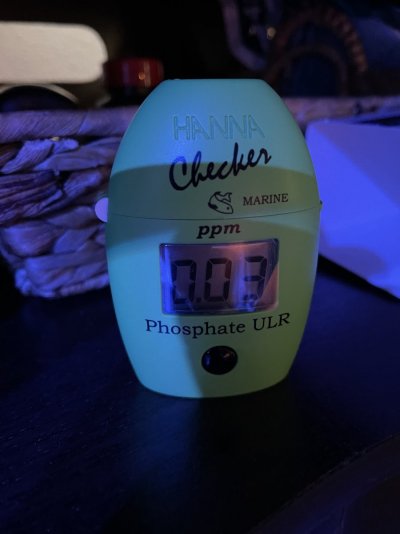 HANNA
Checker
MARINE
ppm
0.03
Phosphate ULR